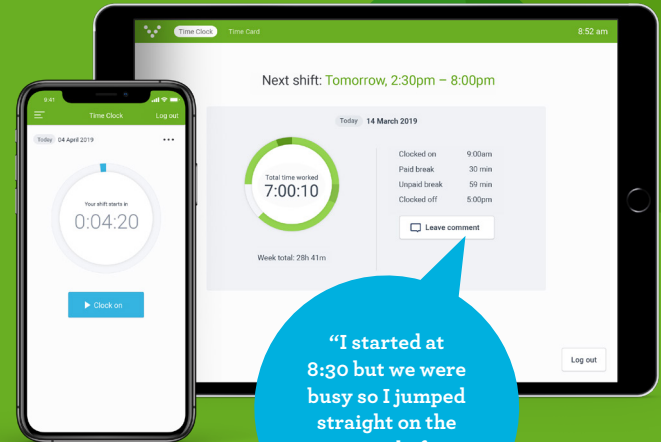 Time Clock
Time Card
8:52 am
Next shift: Tomorrow, 2:30pm – 8:00pm
Today 14 March 2019
Total time worked
7:00:10
Week total: 28h 41m
Clocked on 9:00am
Paid break 30 min
Unpaid break 59 min
Clocked off 5:00pm
Leave comment
Log out
9:41
Time Clock
Log out
Today 04 April 2019
Your shift starts in
0:04:20
Clock on
“I started at
8:30 but we were
busy so I jumped
straight on the